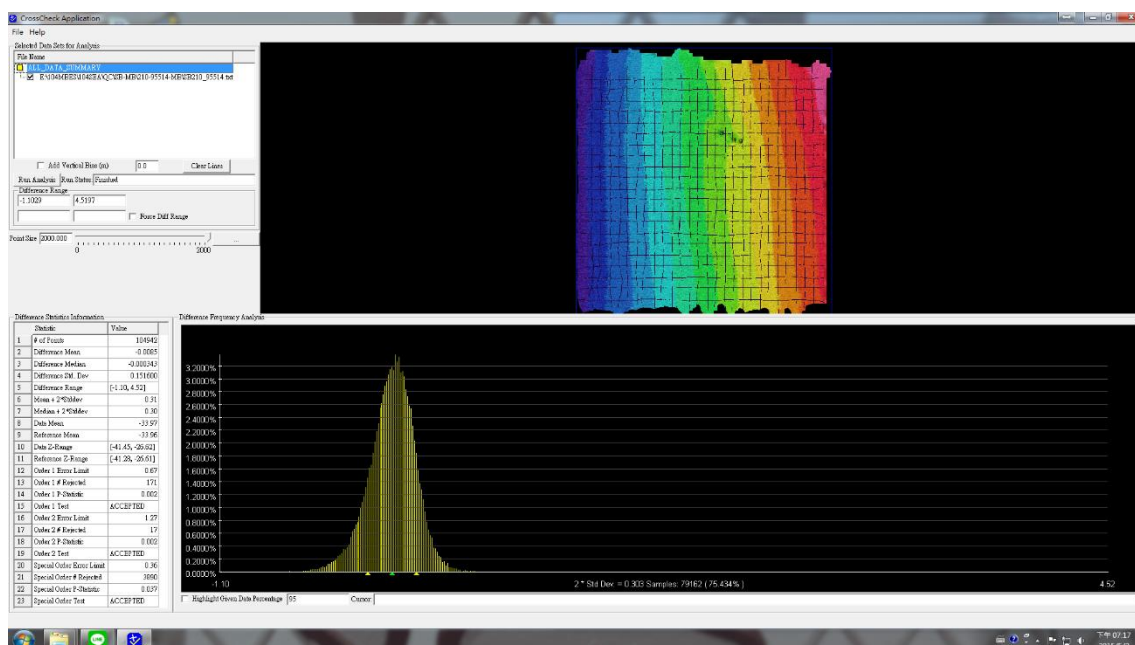 CrossCheck Application
File Help
Selected Data Sets for Analysis
File Name
ALL_DATA_SUMMARY
Add Vertical Bias (m) 0.0 Clear Lines
Run Analysis Run Status Finished
Difference Range
-1.1029 4.5197
Force Diff Range
Point Size 2000.000 ...
0 2000
Difference Statistics Information
Statistic Value
1 # of Points 104942
2 Difference Mean -0.0085
3 Difference Median -0.000343
4 Difference Std. Dev 0.151600
5 Difference Range [-1.10, 4.52]
6 Mean + 2*Stddev 0.31
7 Median + 2*Stddev 0.30
8 Data Mean -33.97
9 Reference Mean -33.96
10 Data Z-Range [-41.45, -26.62]
11 Reference Z-Range [-41.28, -26.61]
12 Order 1 Error Limit 0.67
13 Order 1 # Rejected 171
14 Order 1 P-Statistic 0.002
15 Order 1 Test ACCEPTED
16 Order 2 Error Limit 1.27
17 Order 2 # Rejected 17
18 Order 2 P-Statistic 0.002
19 Order 2 Test ACCEPTED
20 Special Order Error Limit 0.36
21 Special Order # Rejected 3890
22 Special Order P-Statistic 0.037
23 Special Order Test ACCEPTED
Difference Frequency Analysis
3.2000%
3.0000%
2.8000%
2.6000%
2.4000%
2.2000%
2.0000%
1.8000%
1.6000%
1.4000%
1.2000%
1.0000%
0.8000%
0.6000%
0.4000%
0.2000%
0.0000%
-1.10 2 * Std Dev. = 0.303 Samples: 79162 ( 75.434% ) 4.52
Highlight Given Data Percentage 95 Cursor
下午 07:17